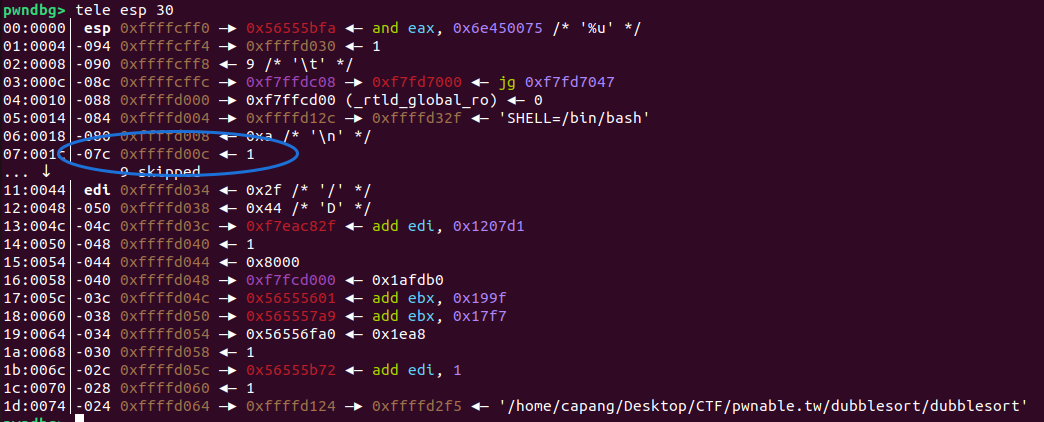 pwndbg> tele esp 30
00:0000│ esp 0xffffcff0 —▸ 0x56555bfa ◂— and eax, 0x6e450075 /* '%u' */
01:0004│-094 0xffffcff4 —▸ 0xffffd030 ◂— 1
02:0008│-090 0xffffcff8 ◂— 9 /* '\t' */
03:000c│-08c 0xffffcffc —▸ 0xf7ffdc08 —▸ 0xf7fd7000 ◂— jg 0xf7fd7047
04:0010│-088 0xffffd000 —▸ 0xf7ffcd00 (_rtld_global_ro) ◂— 0
05:0014│-084 0xffffd004 —▸ 0xffffd12c —▸ 0xffffd32f ◂— 'SHELL=/bin/bash'
06:0018│-080 0xffffd008 ◂— 0xa /* '\n' */
07:001c│-07c 0xffffd00c ◂— 1
... ↓ 9 skipped
11:0044│ edi 0xffffd034 ◂— 0x2f /* '/' */
12:0048│-050 0xffffd038 ◂— 0x44 /* 'D' */
13:004c│-04c 0xffffd03c —▸ 0xf7eac82f ◂— add edi, 0x1207d1
14:0050│-048 0xffffd040 ◂— 1
15:0054│-044 0xffffd044 ◂— 0x8000
16:0058│-040 0xffffd048 —▸ 0xf7fcd000 ◂— 0x1afdb0
17:005c│-03c 0xffffd04c —▸ 0x56555601 ◂— add ebx, 0x199f
18:0060│-038 0xffffd050 —▸ 0x565557a9 ◂— add ebx, 0x17f7
19:0064│-034 0xffffd054 —▸ 0x56556fa0 ◂— 0x1ea8
1a:0068│-030 0xffffd058 ◂— 1
1b:006c│-02c 0xffffd05c —▸ 0x56555b72 ◂— add edi, 1
1c:0070│-028 0xffffd060 ◂— 1
1d:0074│-024 0xffffd064 —▸ 0xffffd124 —▸ 0xffffd2f5 ◂— '/home/capang/Desktop/CTF/pwnable.tw/dubblesort/dubblesort'
pwndbg>